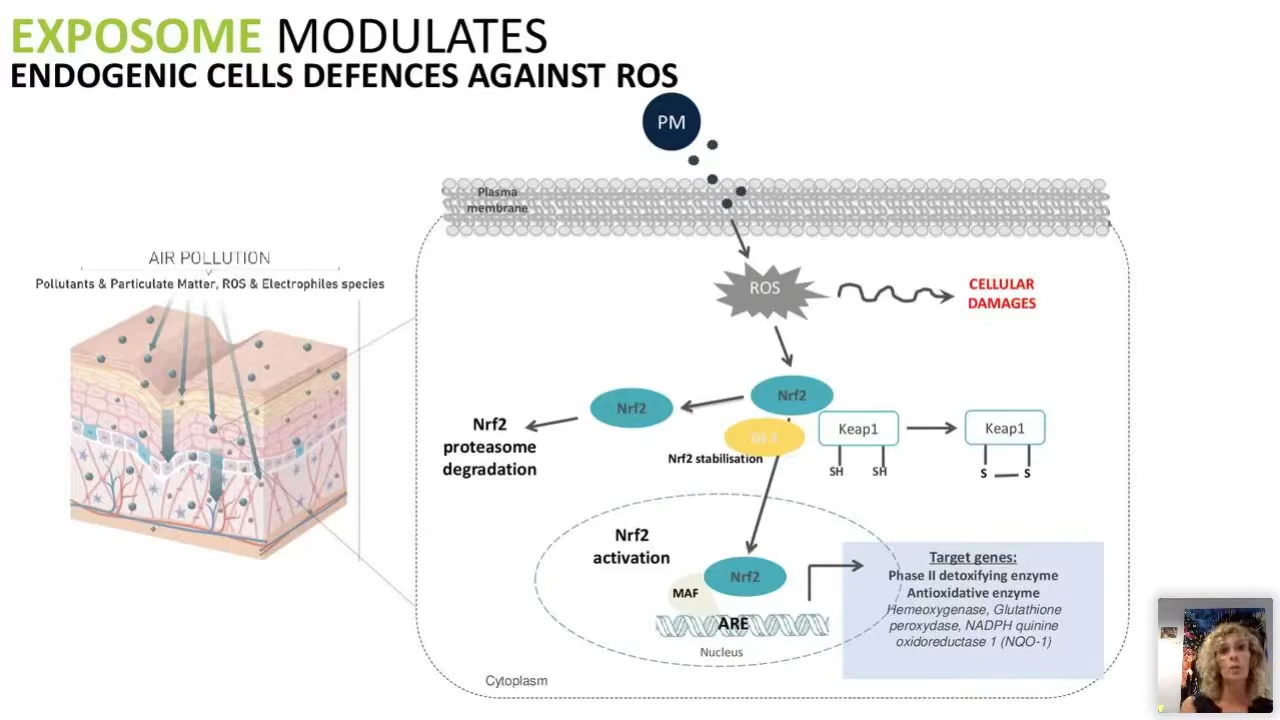 EXPOSOME MODULATES
ENDOGENIC CELLS DEFENCES AGAINST ROS
PM
Plasma
membrane
AIR POLLUTION
Pollutants & Particulate Matter, ROS & Electrophiles species
ROS
CELLULAR
DAMAGES
Nrf2
Nrf2
Nrf2
proteasome
degradation
Nrf2 stabilisation
Keap1
SH SH
Keap1
S S
Nrf2
activation
Nrf2
MAF
ARE
Nucleus
Cytoplasm
Target genes:
Phase II detoxifying enzyme
Antioxidative enzyme
Hemeoxygenase, Glutathione
peroxydase, NADPH quinine
oxidoreductase 1 (NQO-1)